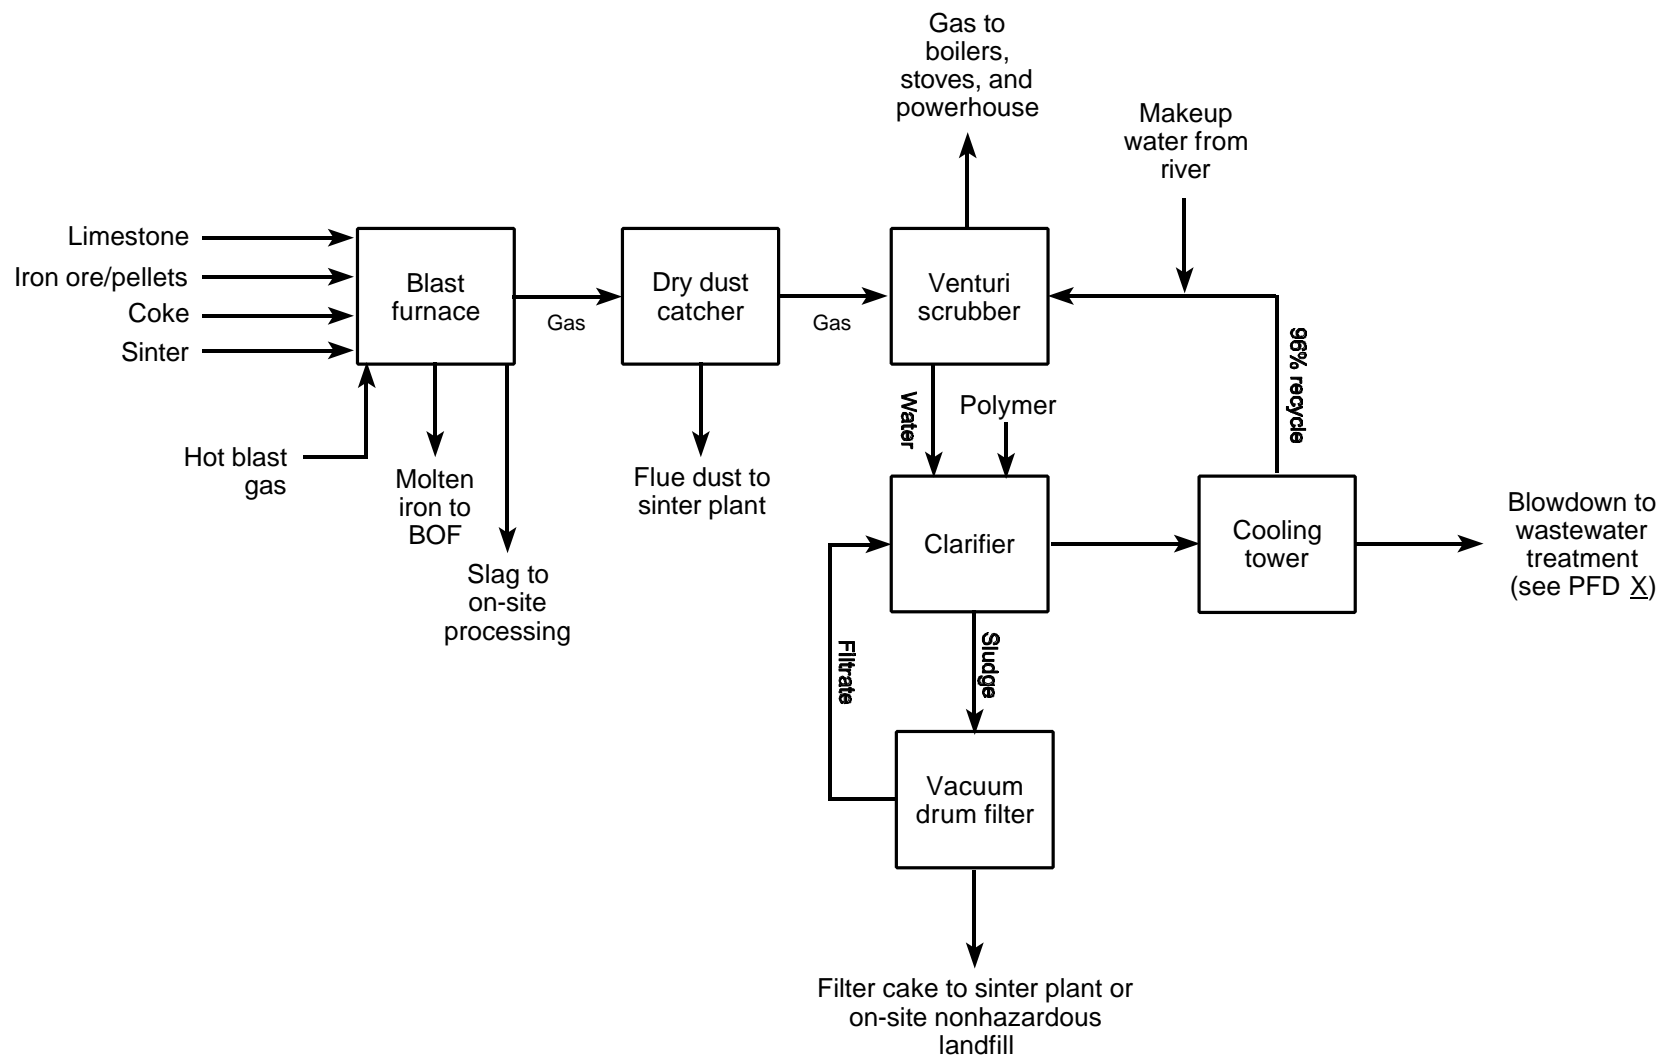 Gas to
boilers,
stoves, and
powerhouse
Makeup
water from
river
Limestone
Iron ore/pellets
Coke
Sinter
Blast
furnace
Gas
Dry dust
catcher
Gas
Venturi
scrubber
96% recycle
Hot blast
gas
Molten
iron to
BOF
Slag to
on-site
processing
Flue dust to
sinter plant
Water
Polymer
Clarifier
Cooling
tower
Blowdown to
wastewater
treatment
(see PFD X)
Filtrate
Sludge
Vacuum
drum filter
Filter cake to sinter plant or
on-site nonhazardous
landfill